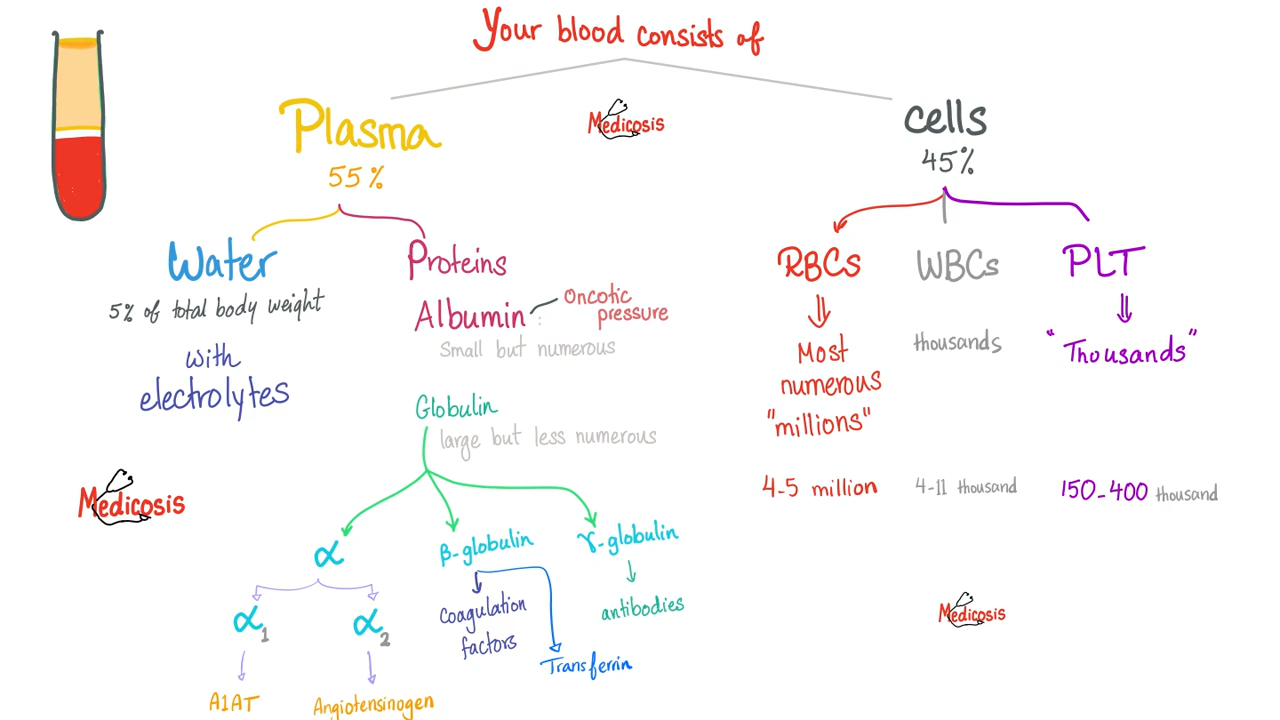 Your blood consists of
Medicosis
Plasma
55%
cells
45%
Water
5% of total body weight
with
electrolytes
Proteins
Albumin
Oncotic
pressure
Small but numerous
Globulin
large but less numerous
α
β-globulin
γ-globulin
α1
α2
Coagulation
factors
Transferrin
antibodies
A1AT
Angiotensinogen
Medicosis
RBCs
Most
numerous
"millions"
4-5 million
WBCs
thousands
4-11 thousand
PLT
"Thousands"
150-400 thousand
Medicosis